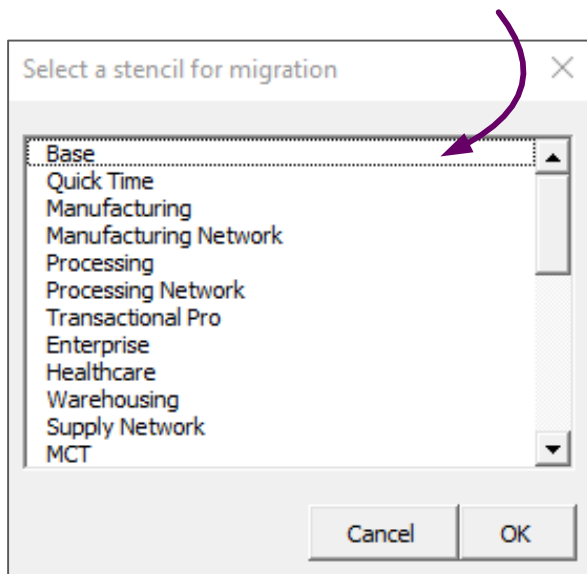 Select a stencil for migration
Base
Quick Time
Manufacturing
Manufacturing Network
Processing
Processing Network
Transactional Pro
Enterprise
Healthcare
Warehousing
Supply Network
MCT
Cancel OK